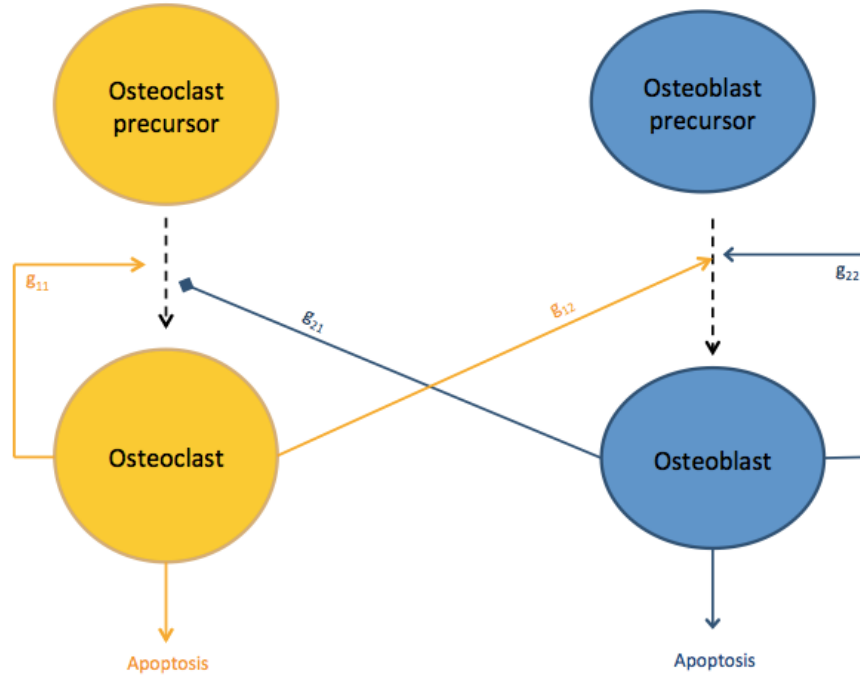 Osteoclast
precursor
Osteoblast
precursor
g11
g22
g21
g12
Osteoclast
Osteoblast
Apoptosis
Apoptosis